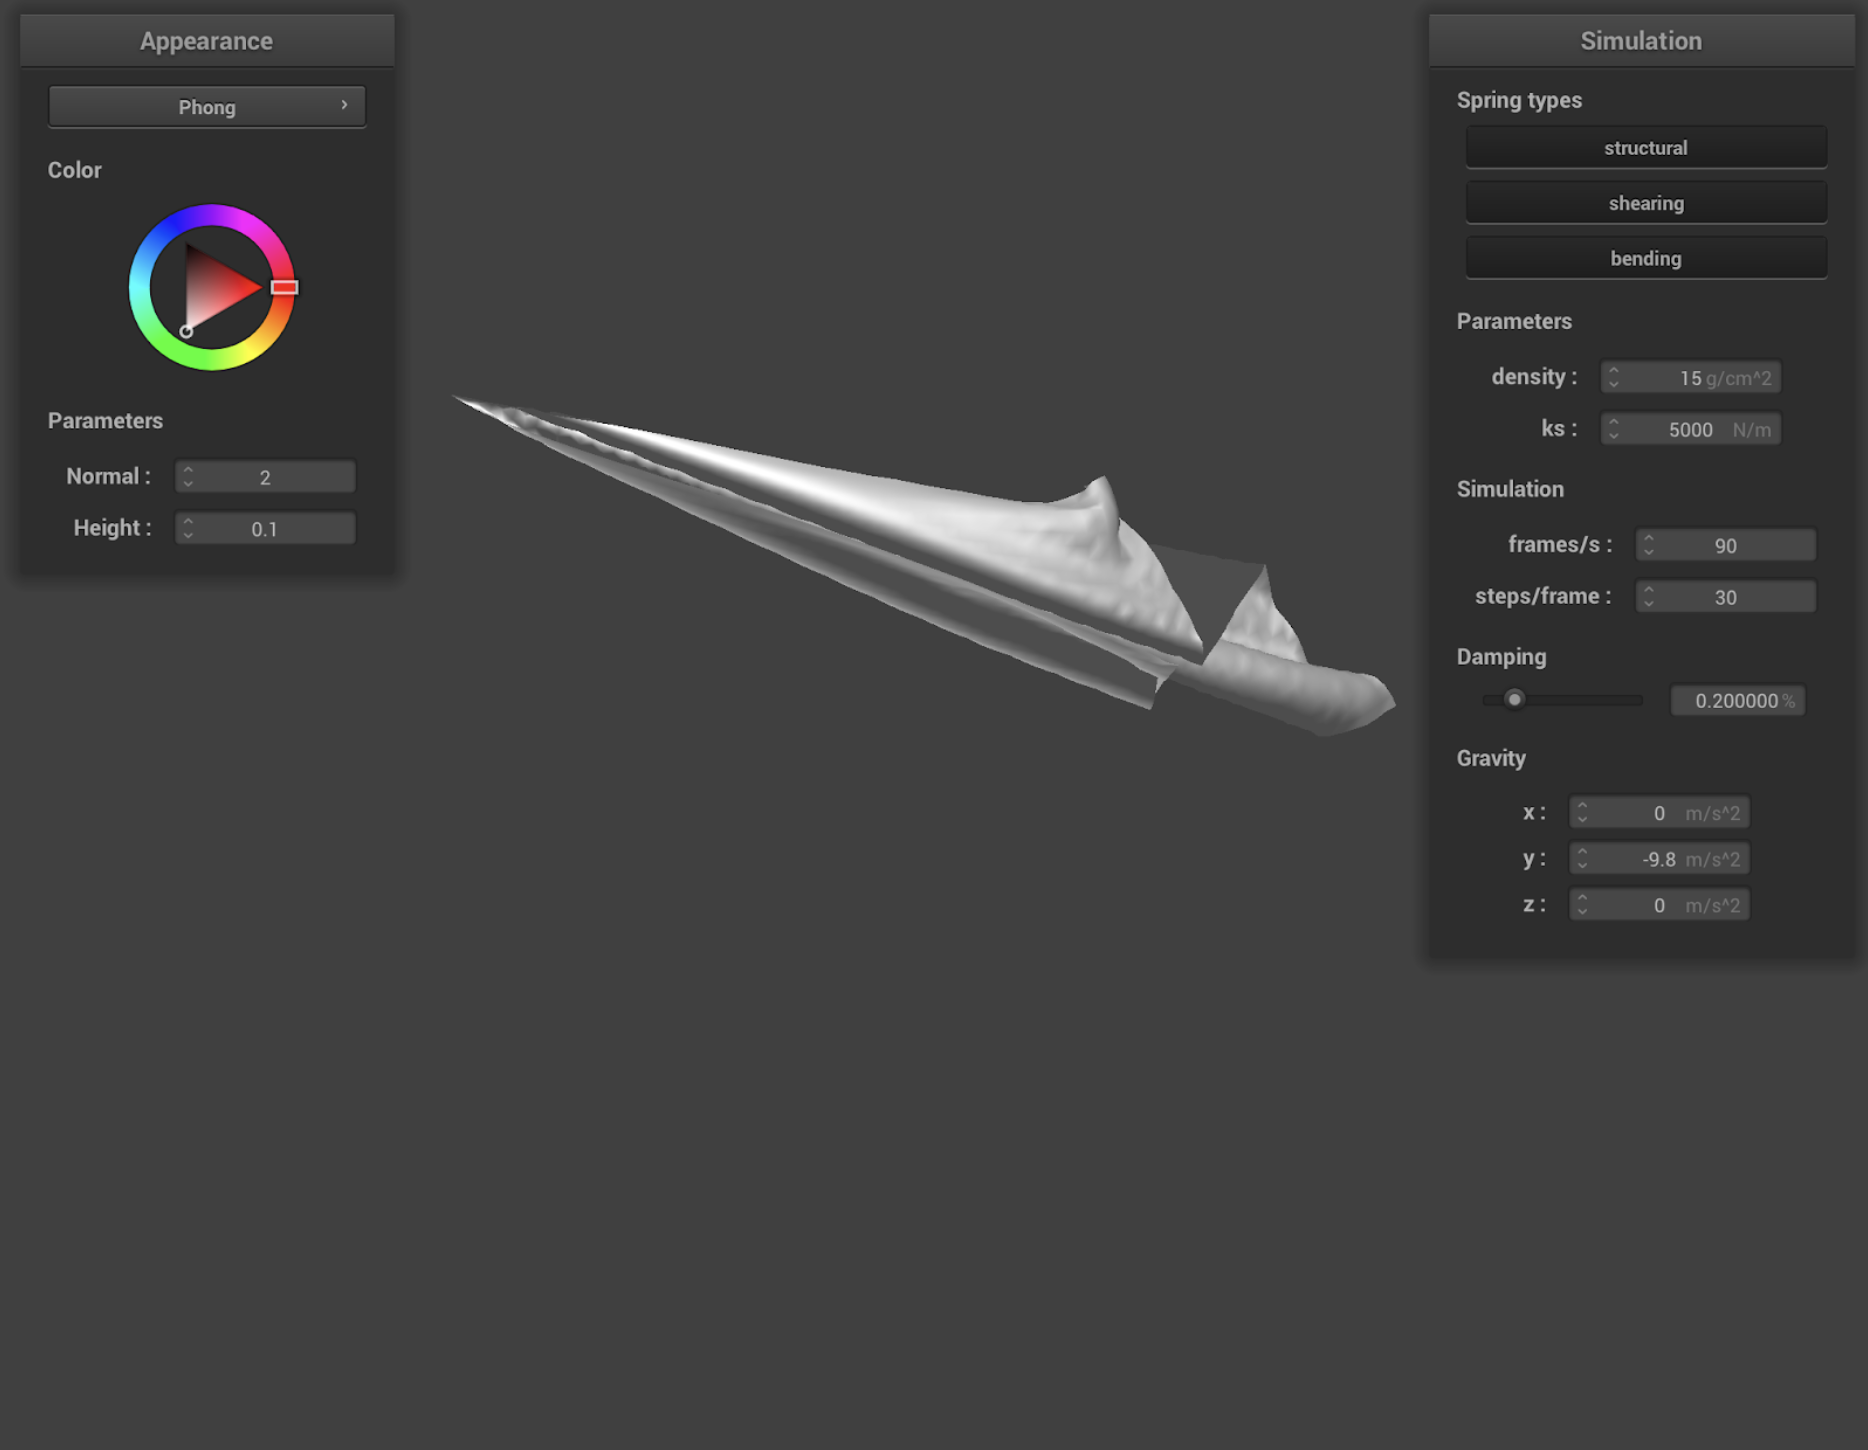 Appearance
Phong
Color
Parameters
Normal : 2
Height : 0.1
Simulation
Spring types
structural
shearing
bending
Parameters
density : 15 g/cm^2
ks : 5000 N/m
Simulation
frames/s : 90
steps/frame : 30
Damping
0.200000 %
Gravity
x : 0 m/s^2
y : -9.8 m/s^2
z : 0 m/s^2